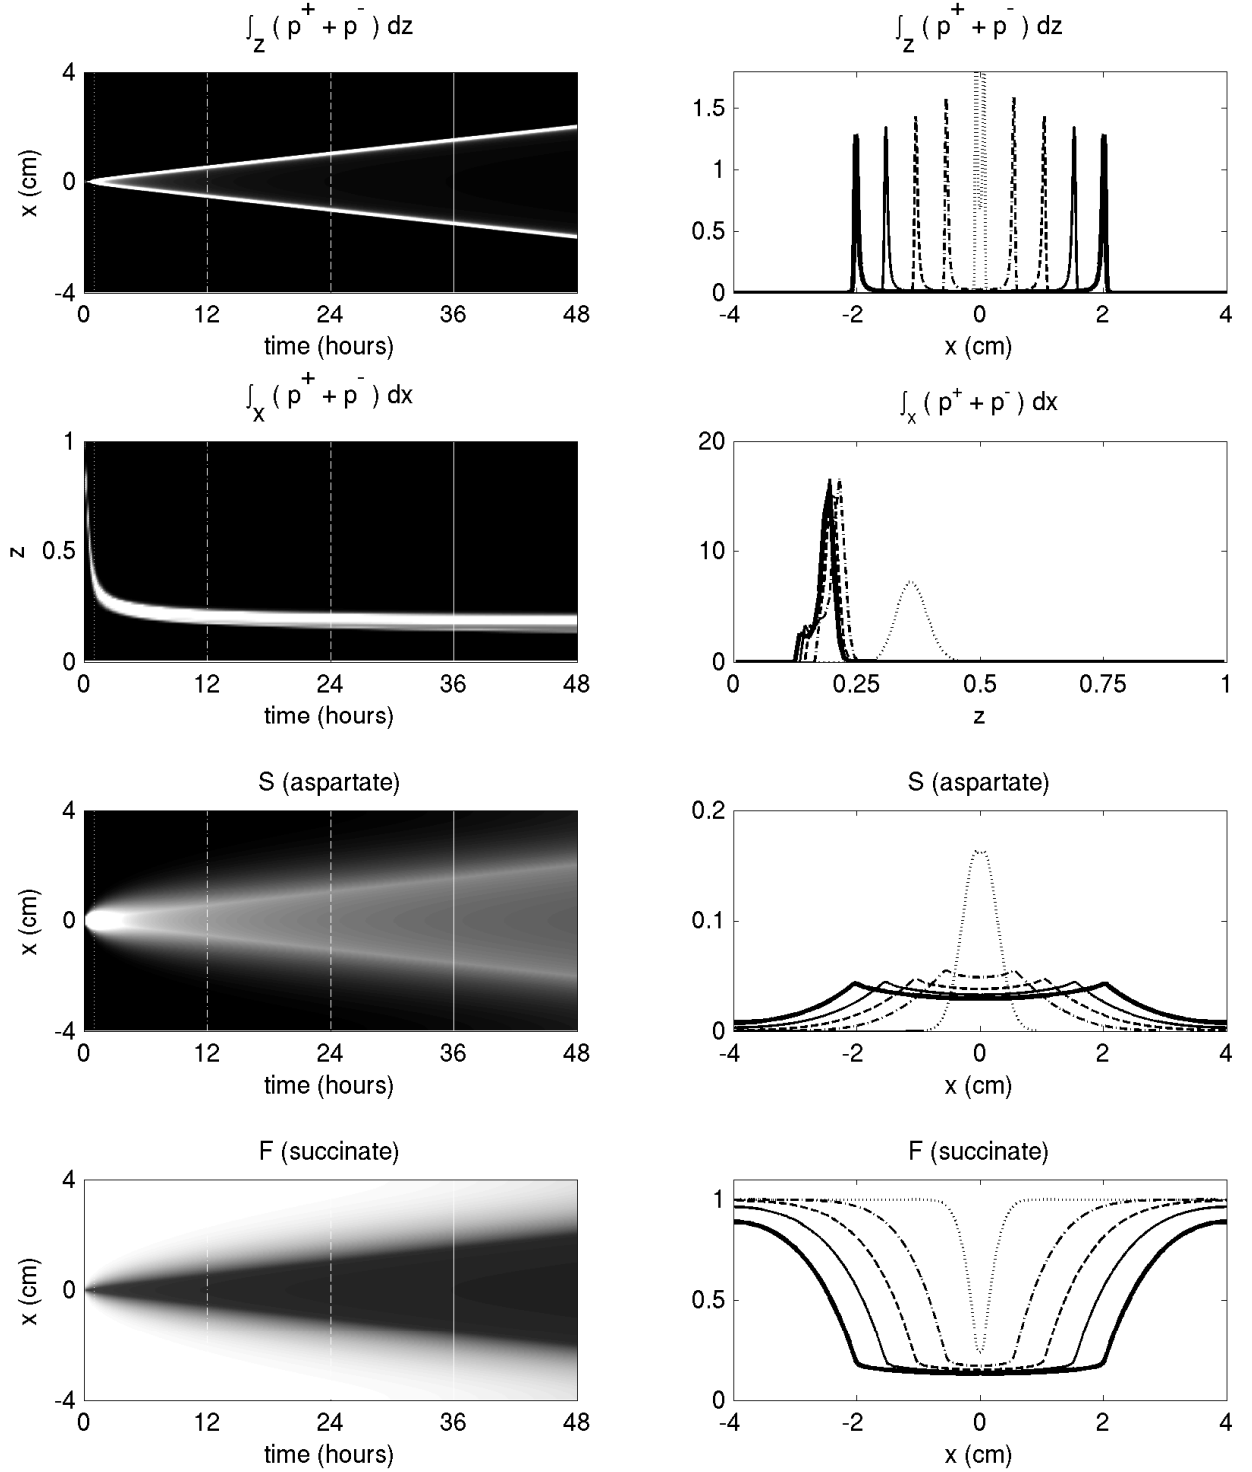 ∫z ( p+ + p- ) dz
4
0
-4
x (cm)
0 12 24 36 48
time (hours)
∫z ( p+ + p- ) dz
1.5
1
0.5
0
-4 -2 0 2 4
x (cm)
∫x ( p+ + p- ) dx
1
0.5
0
z
0 12 24 36 48
time (hours)
∫x ( p+ + p- ) dx
20
10
0
0 0.25 0.5 0.75 1
z
S (aspartate)
4
0
-4
x (cm)
0 12 24 36 48
time (hours)
S (aspartate)
0.2
0.1
0
-4 -2 0 2 4
x (cm)
F (succinate)
4
0
-4
x (cm)
0 12 24 36 48
time (hours)
F (succinate)
1
0.5
0
-4 -2 0 2 4
x (cm)